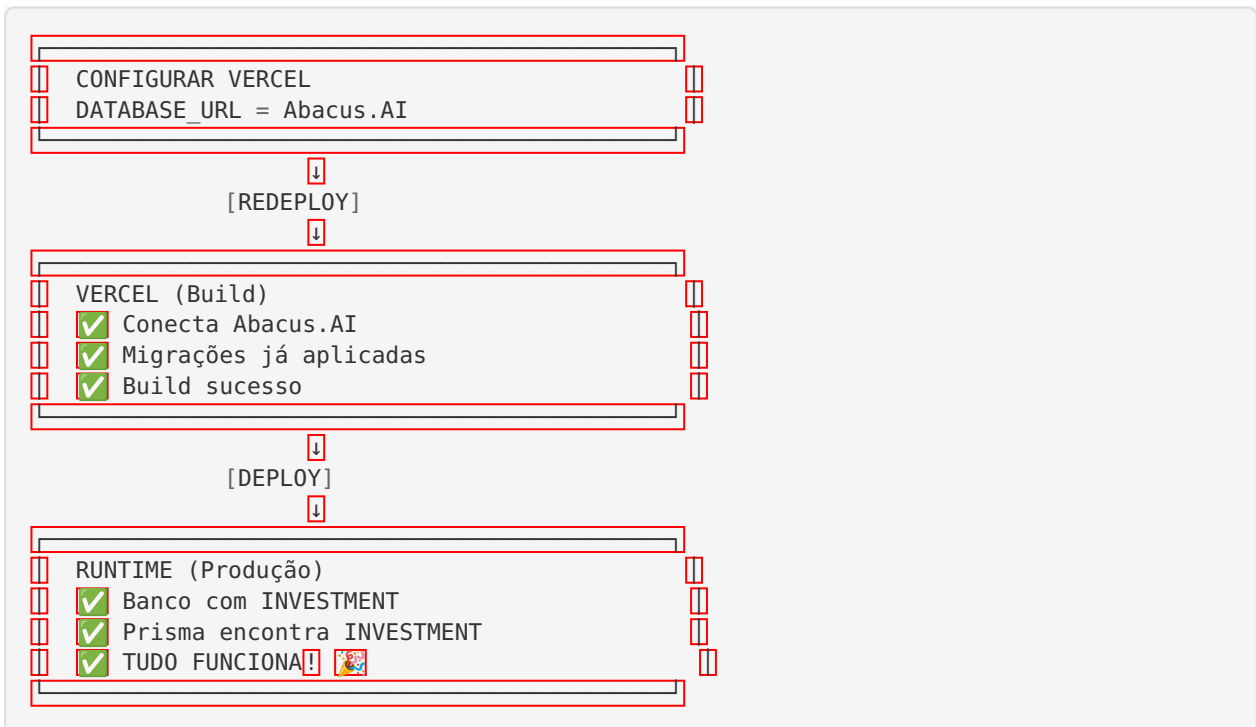 CONFIGURAR VERCEL
DATABASE_URL = Abacus.AI
↓
[REDEPLOY]
↓
VERCEL (Build)
✅ Conecta Abacus.AI
✅ Migrações já aplicadas
✅ Build sucesso
↓
[DEPLOY]
↓
RUNTIME (Produção)
✅ Banco com INVESTMENT
✅ Prisma encontra INVESTMENT
✅ TUDO FUNCIONA! 🎉